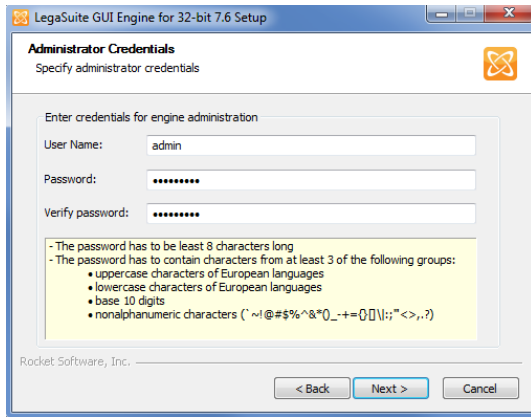 LegaSuite GUI Engine for 32-bit 7.6 Setup
Administrator Credentials
Specify administrator credentials
Enter credentials for engine administration
User Name: admin
Password: •••••••••
Verify password: •••••••••
- The password has to be least 8 characters long
- The password has to contain characters from at least 3 of the following groups:
• uppercase characters of European languages
• lowercase characters of European languages
• base 10 digits
• nonalphanumeric characters (`~!@#$%^&*()_-+={}[]\|:;"'<>,.?)
Rocket Software, Inc.
< Back Next > Cancel